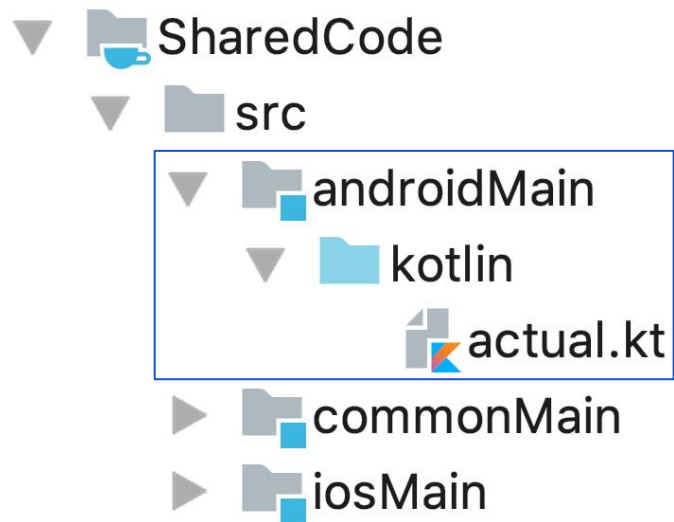 SharedCode
src
androidMain
kotlin
actual.kt
commonMain
iosMain